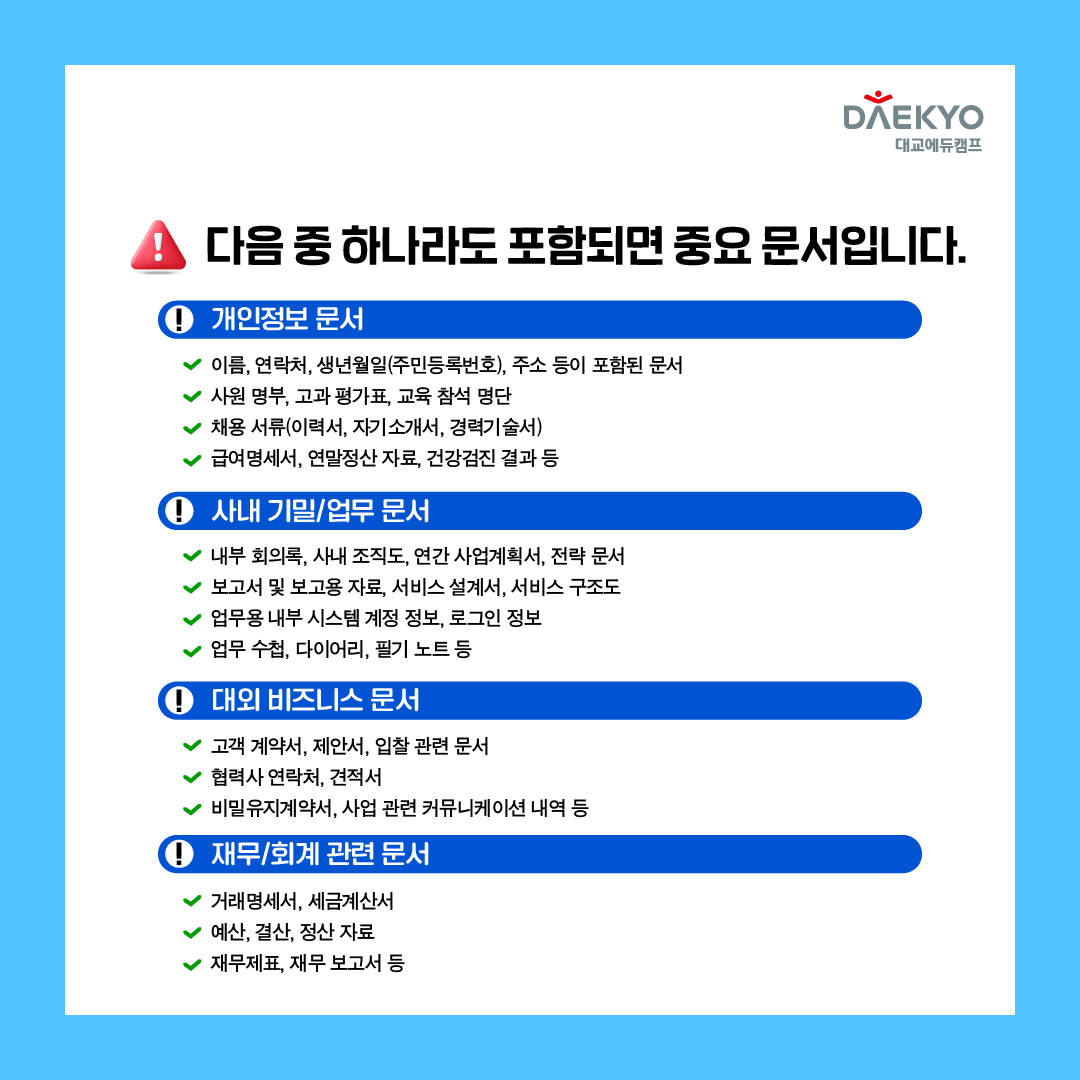 DAEKYO
대교에듀캠프
다음 중 하나라도 포함되면 중요 문서입니다.
개인정보 문서
이름, 연락처, 생년월일(주민등록번호), 주소 등이 포함된 문서
사원 명부, 고과 평가표, 교육 참석 명단
채용 서류(이력서, 자기소개서, 경력기술서)
급여명세서, 연말정산 자료, 건강검진 결과 등
사내 기밀/업무 문서
내부 회의록, 사내 조직도, 연간 사업계획서, 전략 문서
보고서 및 보고용 자료, 서비스 설계서, 서비스 구조도
업무용 내부 시스템 계정 정보, 로그인 정보
업무 수첩, 다이어리, 필기 노트 등
대외 비즈니스 문서
고객 계약서, 제안서, 입찰 관련 문서
협력사 연락처, 견적서
비밀유지계약서, 사업 관련 커뮤니케이션 내역 등
재무/회계 관련 문서
거래명세서, 세금계산서
예산, 결산, 정산 자료
재무제표, 재무 보고서 등